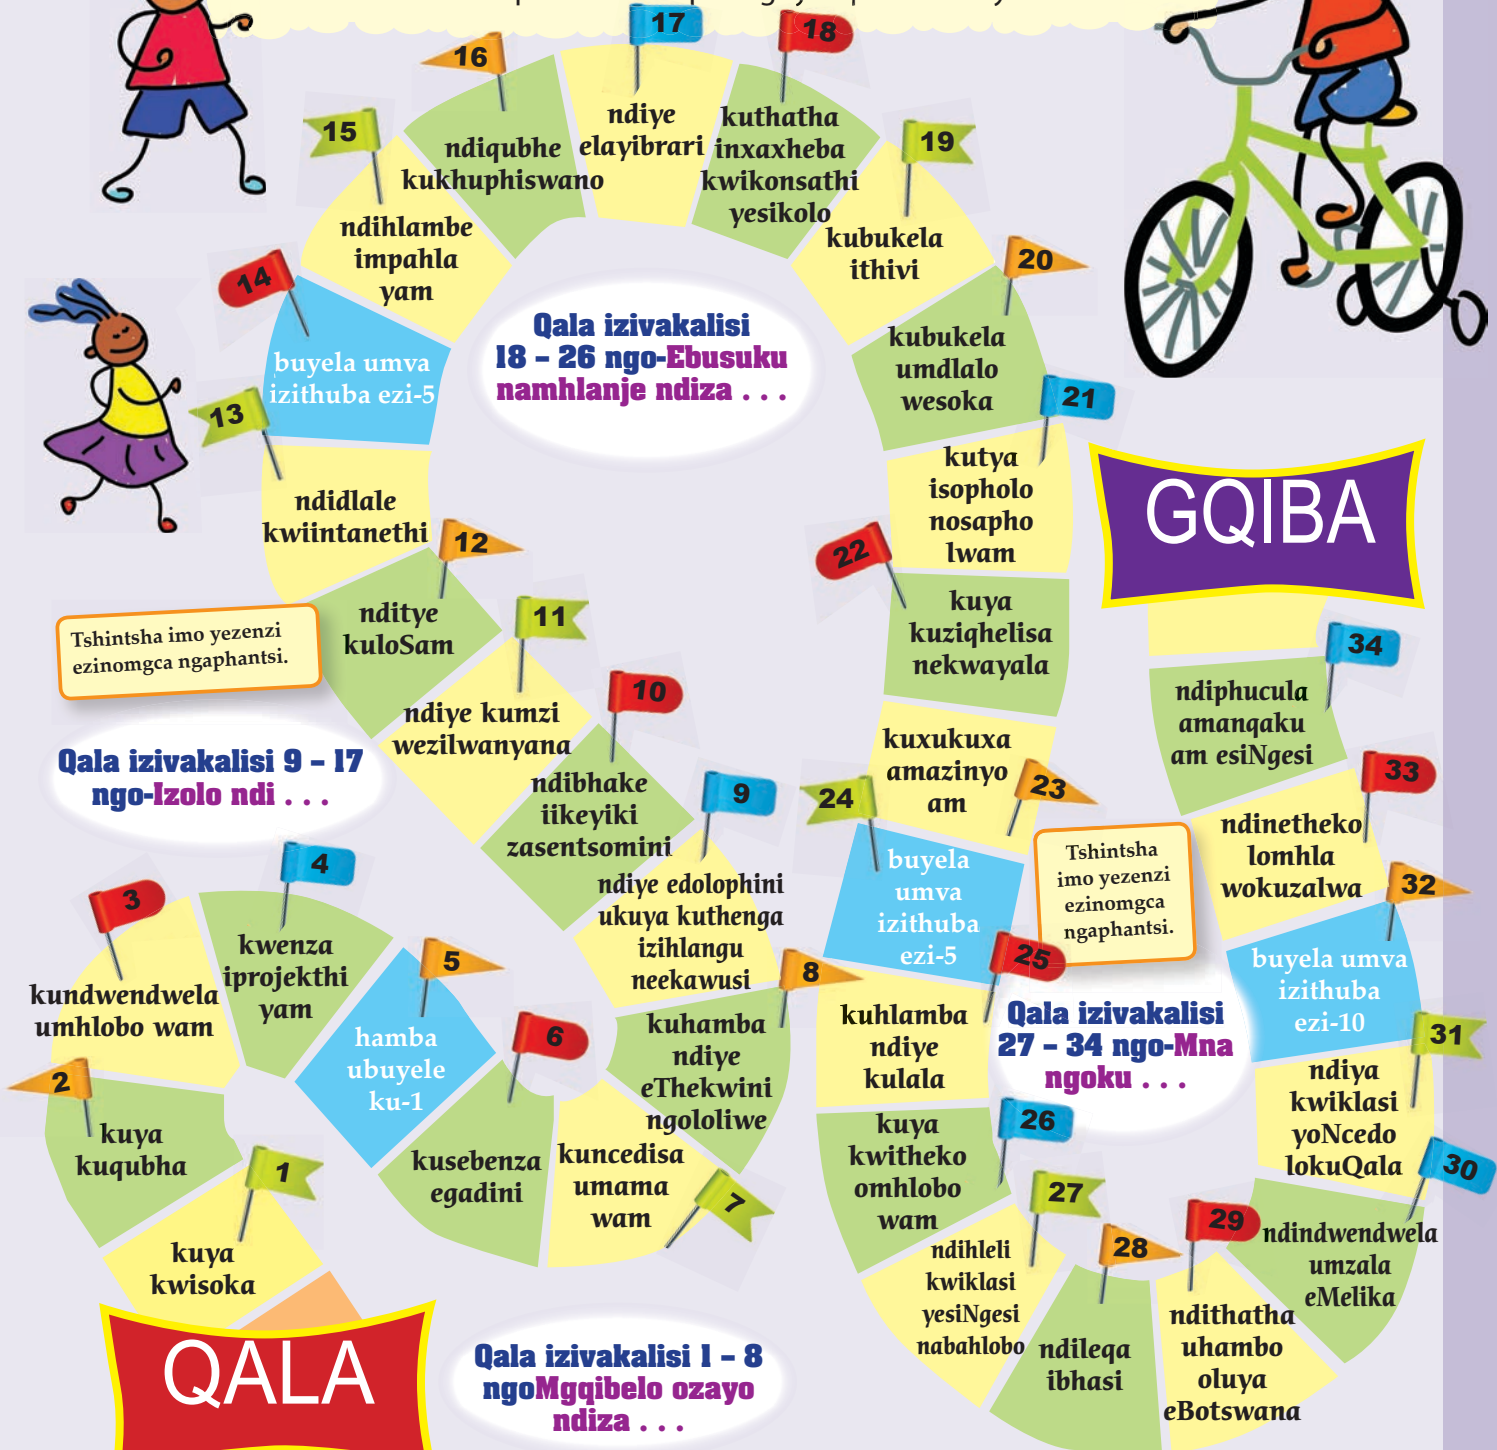 QALA
Qala izivakalisi 1 – 8
ngoMgqibelo ozayo
ndiza . . .
1
kuya
kwisoka
2
kuya
kuqubha
3
kundwendwela
umhlobo wam
4
kwenza
iprojekthi
yam
5
hamba
ubuyele
ku-1
6
kusebenza
egadini
7
kuncedisa
umama
wam
8
kuhamba
ndiye
eThekwini
ngololiwe
Qala izivakalisi 9 – 17
ngo-Izolo ndi . . .
Tshintsha imo yezenzi
ezinomgca ngaphantsi.
9
ndiye edolophini
ukuya kuthenga
izihlangu
neekawusi
10
ndibhake
iikeyiki
zasentsomini
11
ndiye kumzi
wezilwanyana
12
nditye
kuloSam
13
ndidlale
kwiintanethi
14
buyela umva
izithuba ezi-5
15
ndihlambe
impahla
yam
16
ndiqubhe
kukhuphiswano
17
ndiye
elayibrari
Qala izivakalisi
18 – 26 ngo-Ebusuku
namhlanje ndiza . . .
18
kuthatha
inxaxheba
kwikonsathi
yesikolo
19
kubukela
ithivi
20
kubukela
umdlalo
wesoka
21
kutya
isopholo
nosapho
lwam
22
kuya
kuziqhelisa
nekwayala
23
kuxukuxa
amazinyo
am
24
buyela
umva
izithuba
ezi-5
25
kuhlamba
ndiye
kulala
26
kuya
kwitheko
omhlobo
wam
Tshintsha
imo yezenzi
ezinomgca
ngaphantsi.
Qala izivakalisi
27 – 34 ngo-Mna
ngoku . . .
27
ndihleli
kwiklasi
yesiNgesi
nabahlobo
28
ndileqa
ibhasi
29
ndithatha
uhambo
oluya
eBotswana
30
ndindwendwela
umzala
eMelika
31
ndiya
kwiklasi
yoNcedo
lokuQala
32
buyela umva
izithuba
ezi-10
33
ndinetheko
lomhla
wokuzalwa
34
ndiphucula
amanqaku
am esiNgesi
GQIBA